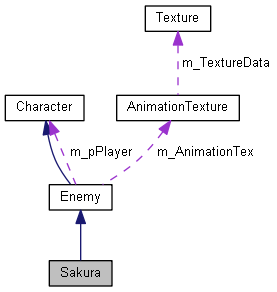 Texture
m_TextureData
Character
AnimationTexture
m_pPlayer
m_AnimationTex
Enemy
Sakura